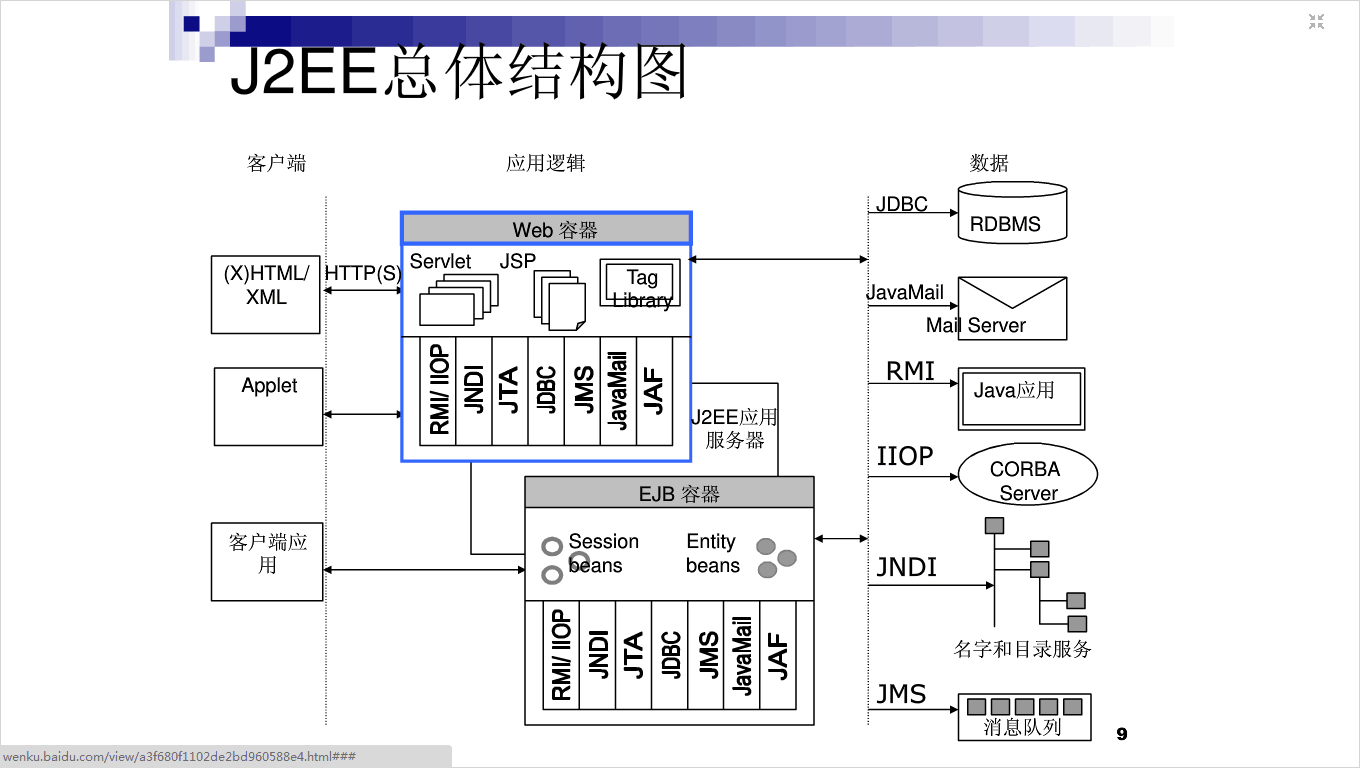 J2EE总体结构图
客户端
应用逻辑
数据
(X)HTML/
XML
HTTP(S)
Applet
客户端应
用
Web 容器
Servlet
JSP
Tag
Library
RMI/ IIOP
JNDI
JTA
JDBC
JMS
JavaMail
JAF
J2EE应用
服务器
EJB 容器
Session
beans
Entity
beans
RMI/ IIOP
JNDI
JTA
JDBC
JMS
JavaMail
JAF
JDBC
RDBMS
JavaMail
Mail Server
RMI
Java应用
IIOP
CORBA
Server
JNDI
名字和目录服务
JMS
消息队列
9
wenku.baidu.com/view/a3f680f1102de2bd960588e4.html###